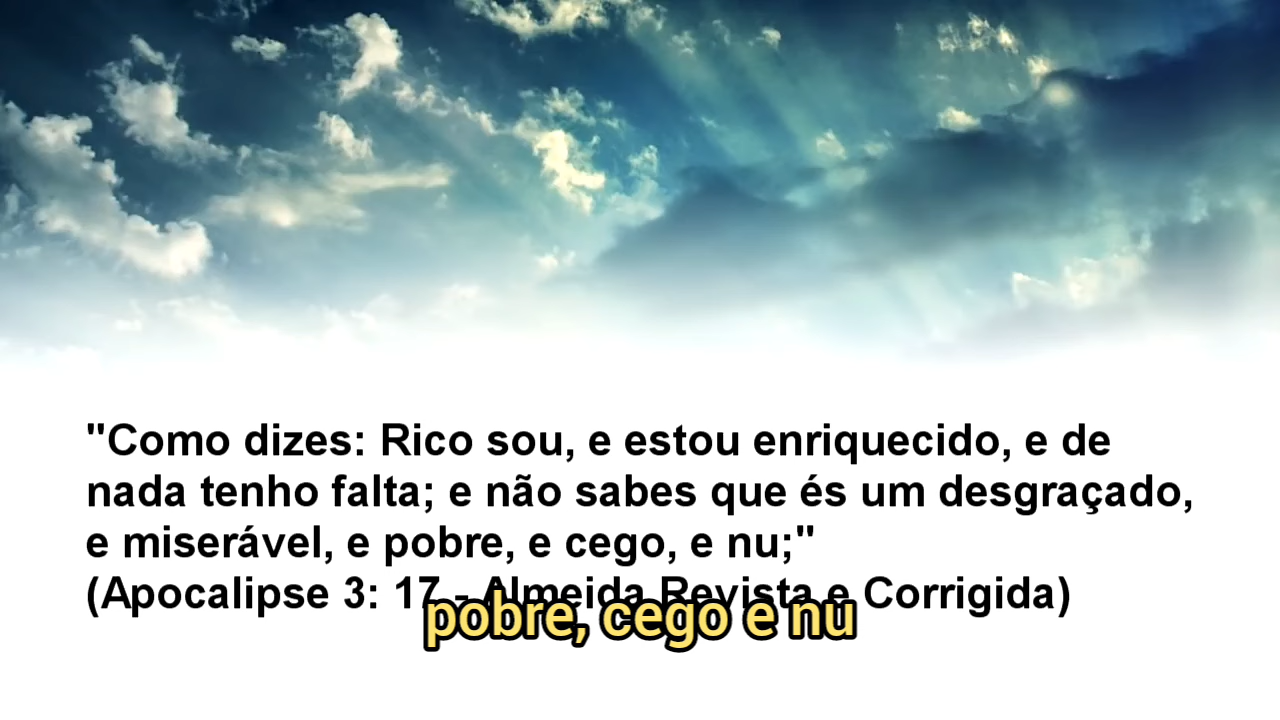 "Como dizes: Rico sou, e estou enriquecido, e de
nada tenho falta; e não sabes que és um desgraçado,
e miserável, e pobre, e cego, e nu;"
(Apocalipse 3: 17 - Almeida Revista e Corrigida)
pobre, cego e nu